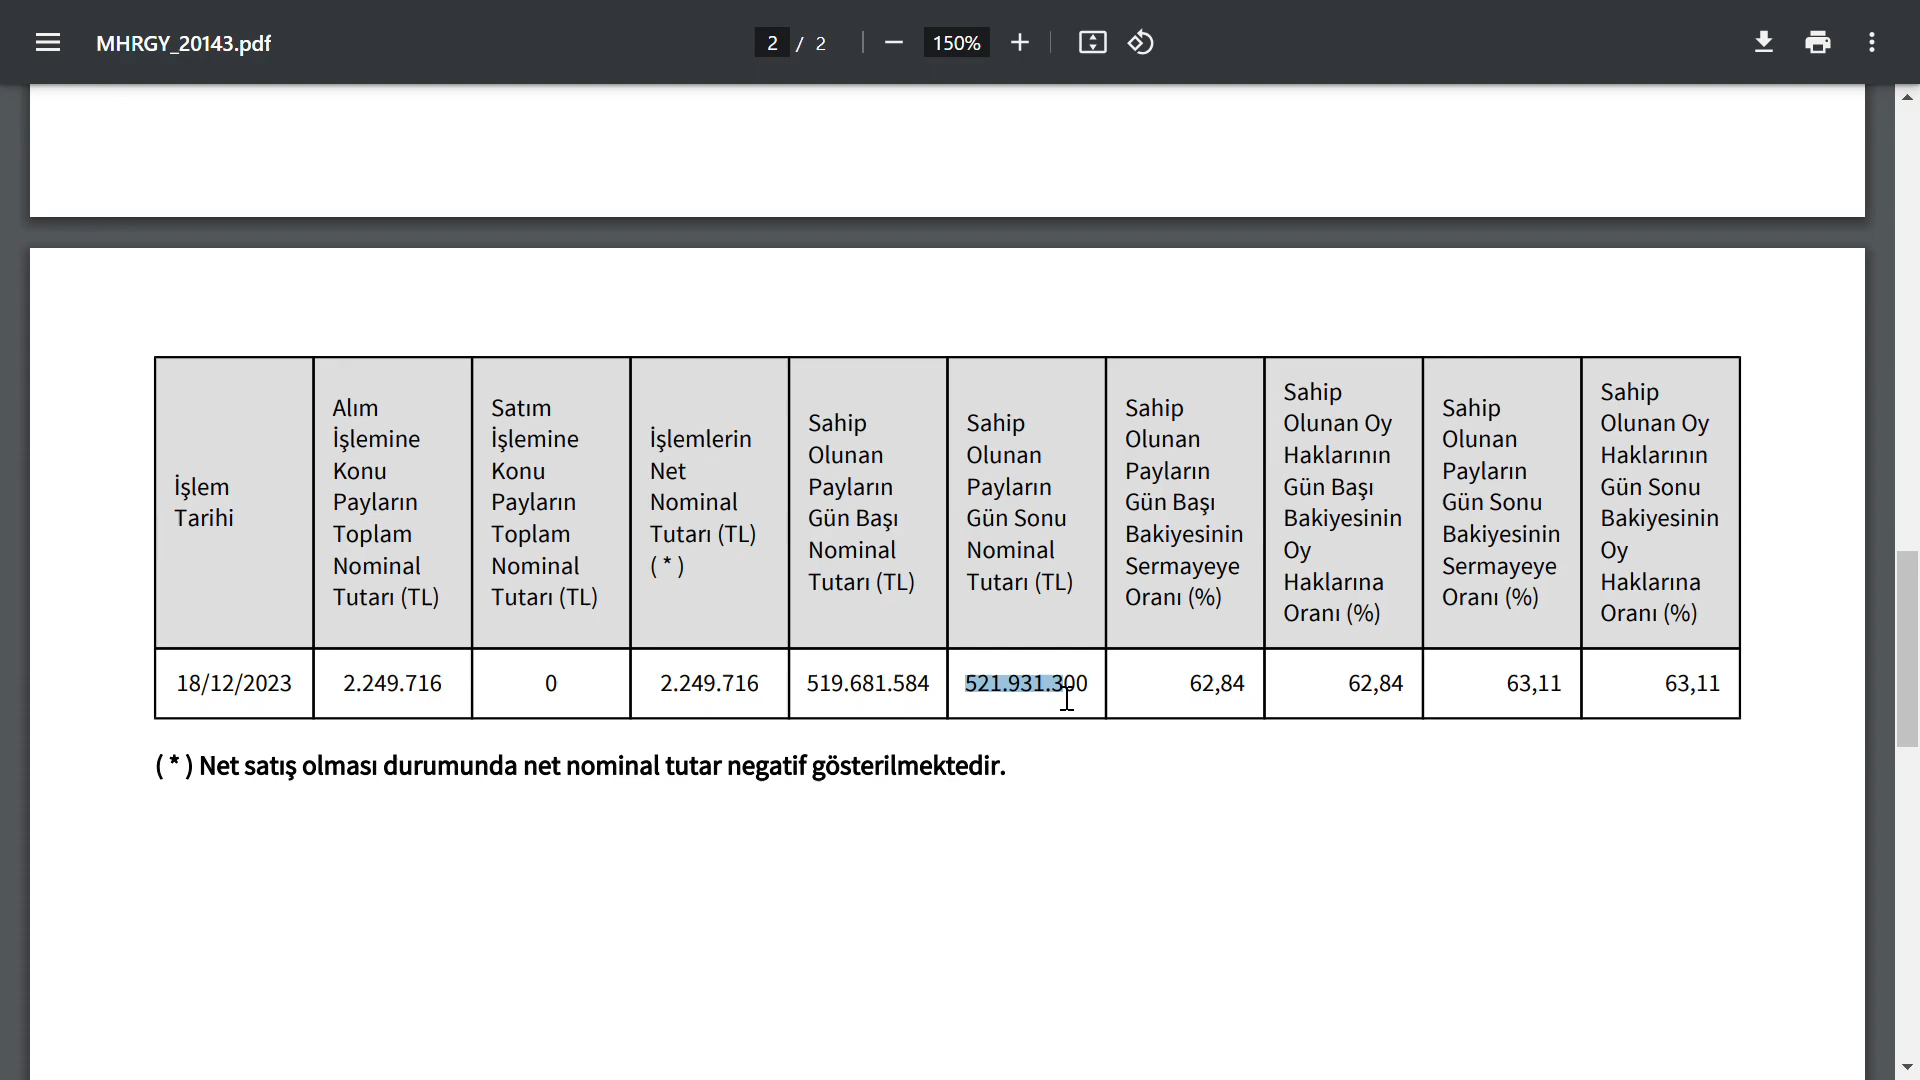 MHRGY_20143.pdf
2 / 2
150%
İşlem
Tarihi
Alım
İşlemine
Konu
Payların
Toplam
Nominal
Tutarı (TL)
Satım
İşlemine
Konu
Payların
Toplam
Nominal
Tutarı (TL)
İşlemlerin
Net
Nominal
Tutarı (TL)
( * )
Sahip
Olunan
Payların
Gün Başı
Nominal
Tutarı (TL)
Sahip
Olunan
Payların
Gün Sonu
Nominal
Tutarı (TL)
Sahip
Olunan
Payların
Gün Başı
Bakiyesinin
Sermayeye
Oranı (%)
Sahip
Olunan Oy
Haklarının
Gün Başı
Bakiyesinin
Oy
Haklarına
Oranı (%)
Sahip
Olunan
Payların
Gün Sonu
Bakiyesinin
Sermayeye
Oranı (%)
Sahip
Olunan Oy
Haklarının
Gün Sonu
Bakiyesinin
Oy
Haklarına
Oranı (%)
18/12/2023
2.249.716
0
2.249.716
519.681.584
521.931.300
62,84
62,84
63,11
63,11
( * ) Net satış olması durumunda net nominal tutar negatif gösterilmektedir.